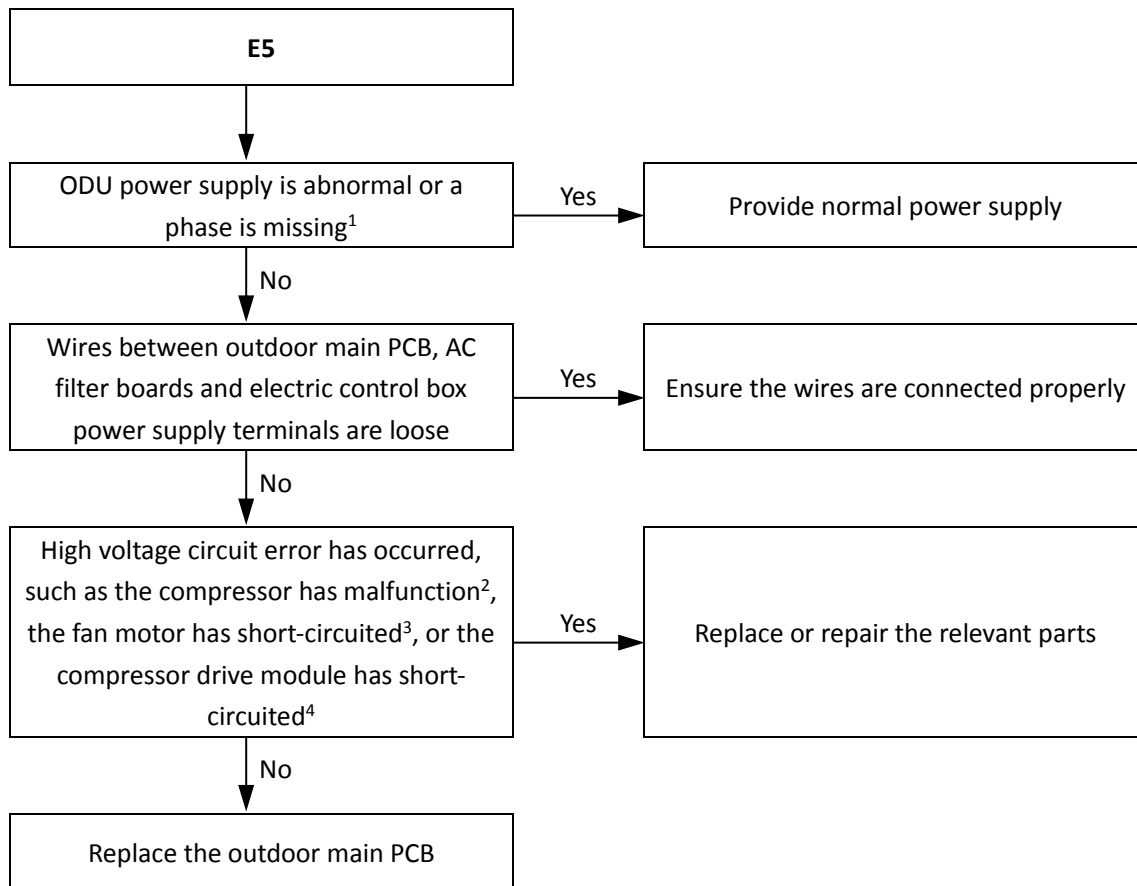 E5
ODU power supply is abnormal or a
phase is missing¹
Yes
Provide normal power supply
No
Wires between outdoor main PCB, AC
filter boards and electric control box
power supply terminals are loose
Yes
Ensure the wires are connected properly
No
High voltage circuit error has occurred,
such as the compressor has malfunction²,
the fan motor has short-circuited³, or the
compressor drive module has short-
circuited⁴
Yes
Replace or repair the relevant parts
No
Replace the outdoor main PCB